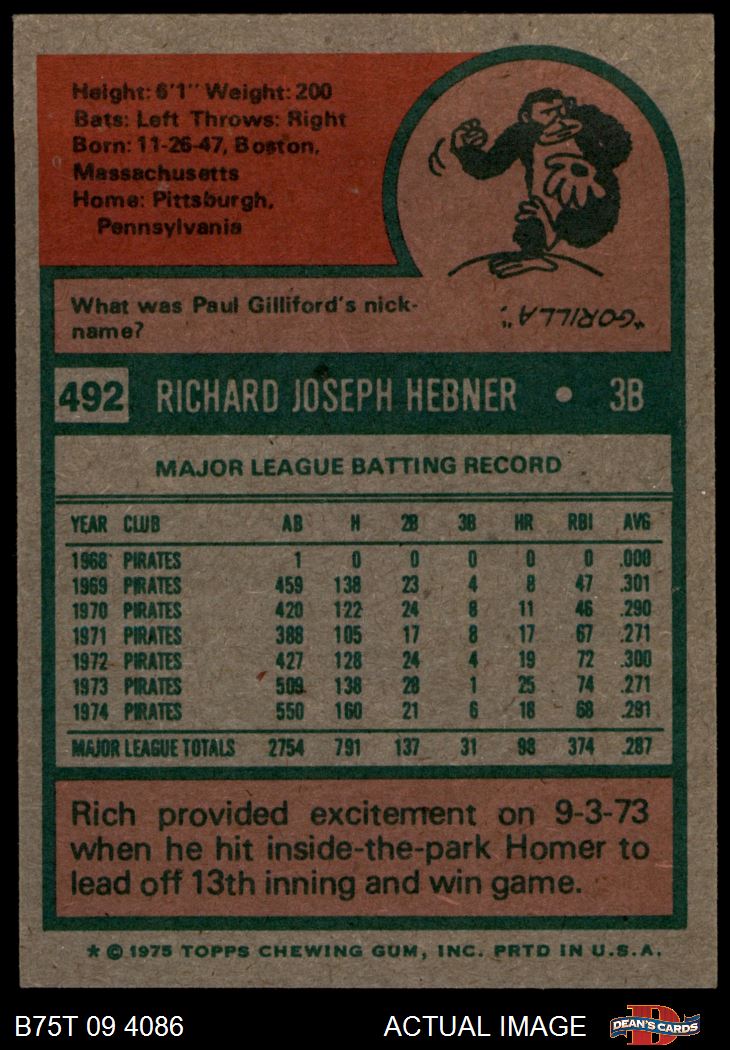 Height: 6'1" Weight: 200
Bats: Left Throws: Right
Born: 11-26-47, Boston,
Massachusetts
Home: Pittsburgh,
Pennsylvania
What was Paul Gilliford's nick-
name?
"GORILLA".
492 RICHARD JOSEPH HEBNER • 3B
MAJOR LEAGUE BATTING RECORD
YEAR CLUB AB H 2B 3B HR RBI AVG
1968 PIRATES 1 0 0 0 0 0 .000
1969 PIRATES 459 138 23 4 8 47 .301
1970 PIRATES 420 122 24 8 11 46 .290
1971 PIRATES 388 105 17 8 17 67 .271
1972 PIRATES 427 128 24 4 19 72 .300
1973 PIRATES 509 138 28 1 25 74 .271
1974 PIRATES 550 160 21 6 18 68 .291
MAJOR LEAGUE TOTALS 2754 791 137 31 98 374 .287
Rich provided excitement on 9-3-73
when he hit inside-the-park Homer to
lead off 13th inning and win game.
* © 1975 TOPPS CHEWING GUM, INC. PRTD IN U.S.A.
B75T 09 4086 ACTUAL IMAGE DEAN'S CARDS